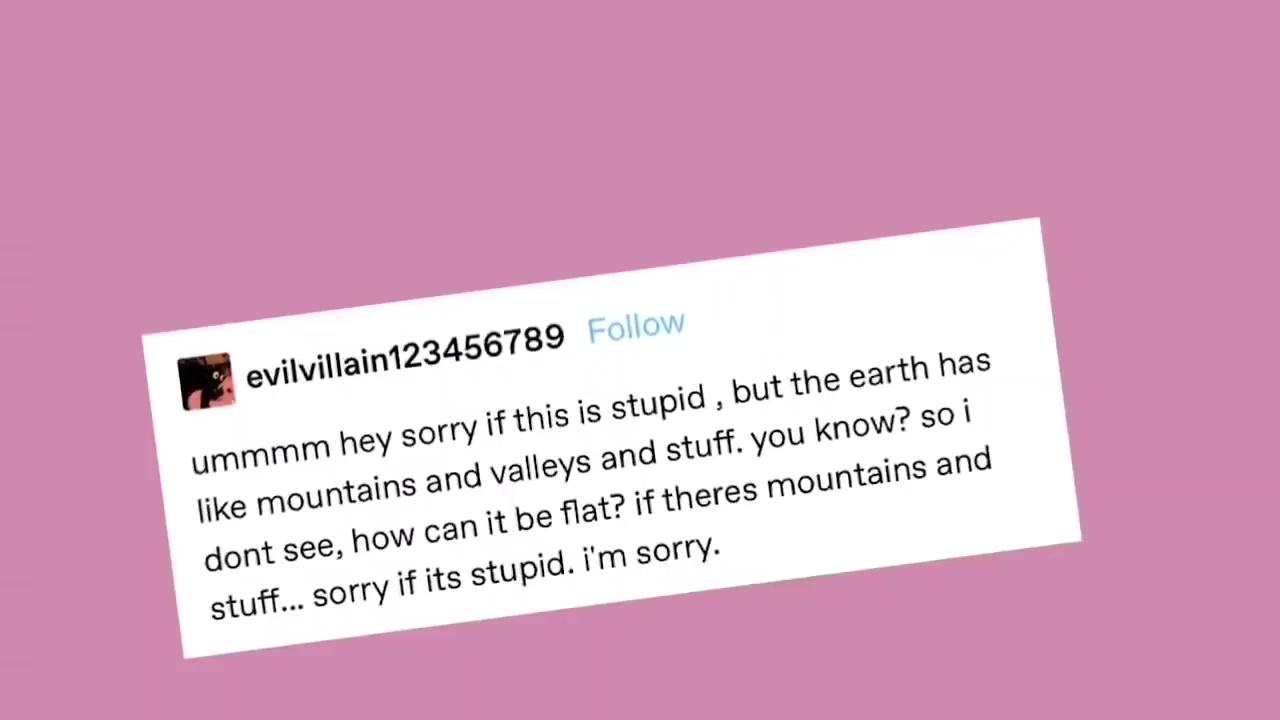 evilvillain123456789 Follow
ummmm hey sorry if this is stupid , but the earth has
like mountains and valleys and stuff. you know? so i
dont see, how can it be flat? if theres mountains and
stuff... sorry if its stupid. i'm sorry.